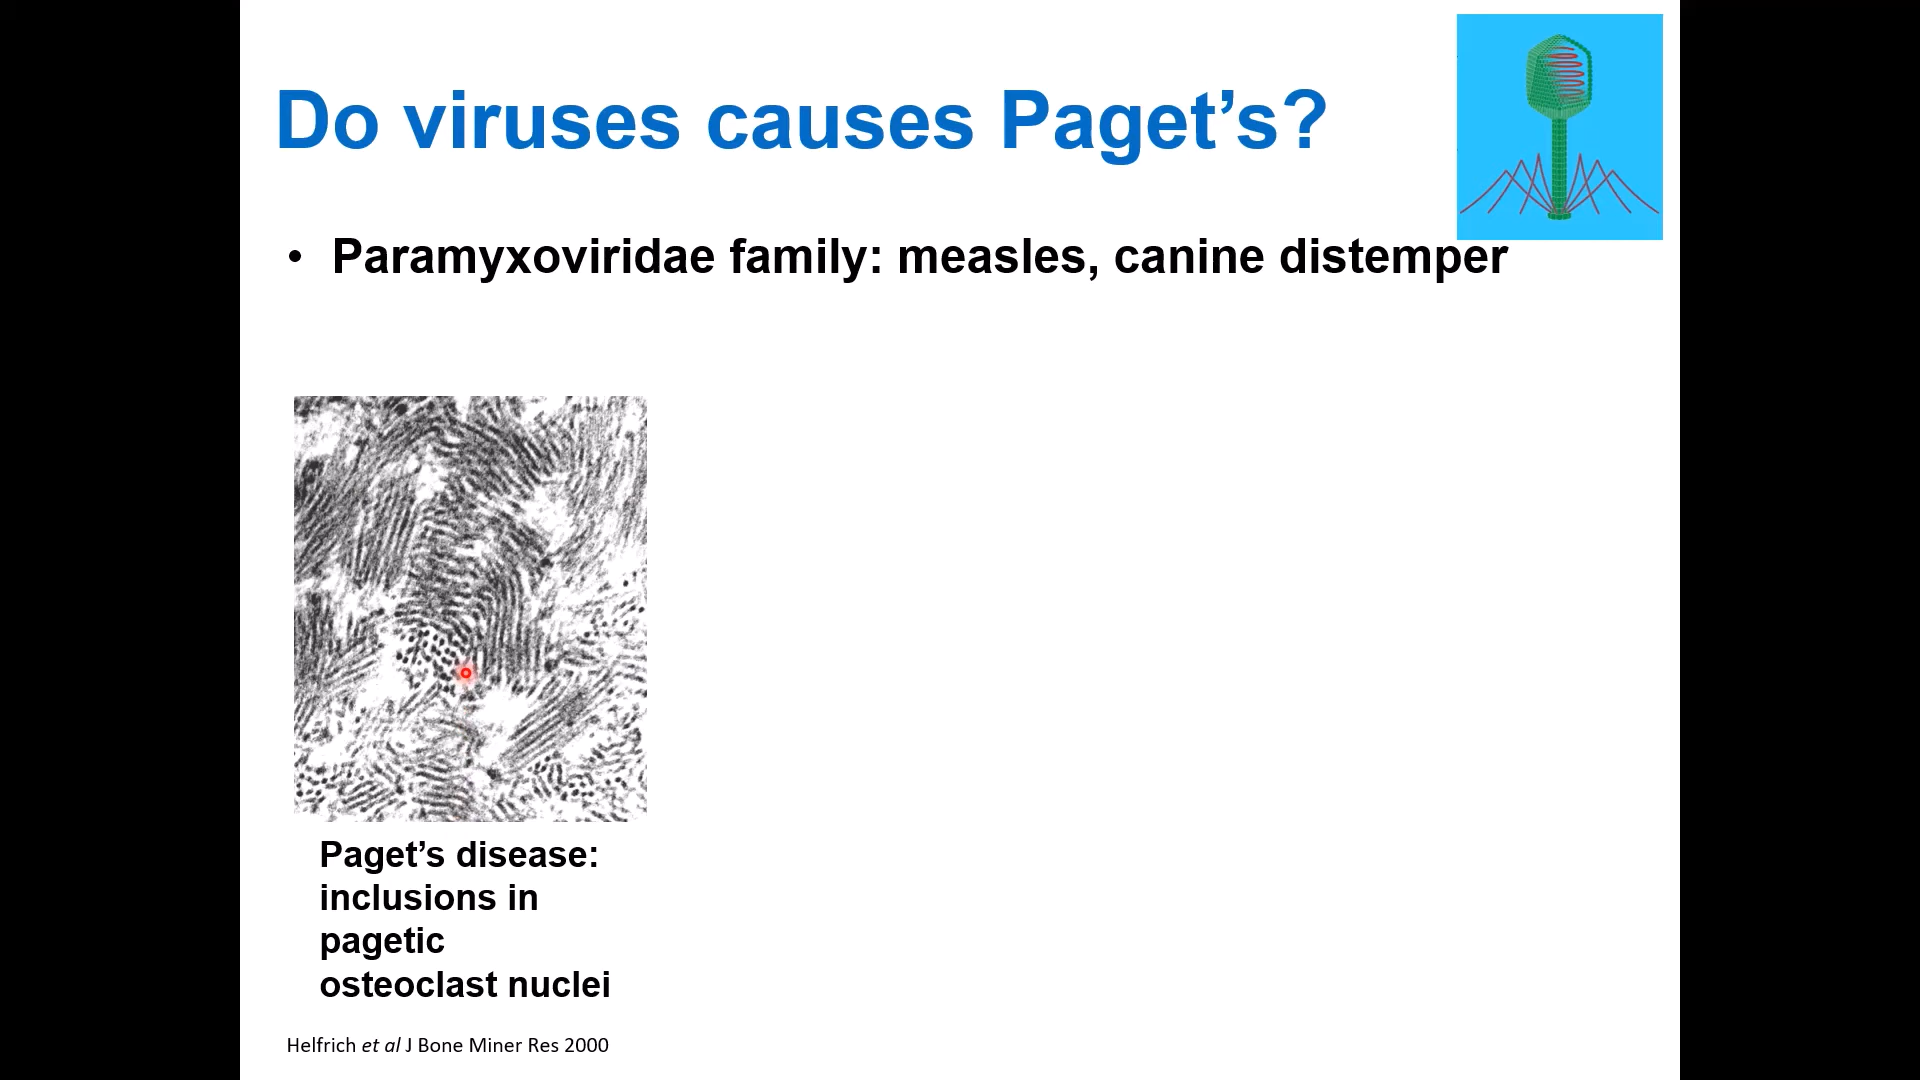 Do viruses causes Paget’s?
• Paramyxoviridae family: measles, canine distemper
Paget’s disease:
inclusions in
pagetic
osteoclast nuclei
Helfrich et al J Bone Miner Res 2000